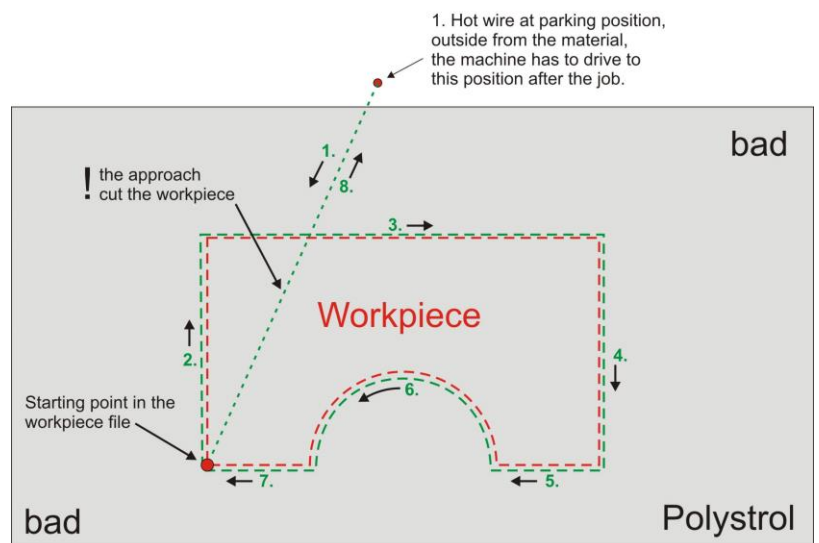 1. Hot wire at parking position,
outside from the material,
the machine has to drive to
this position after the job.
bad
! the approach
cut the workpiece
1.
8.
3.
Workpiece
2.
4.
6.
Starting point in the
workpiece file
7.
5.
bad
Polystrol